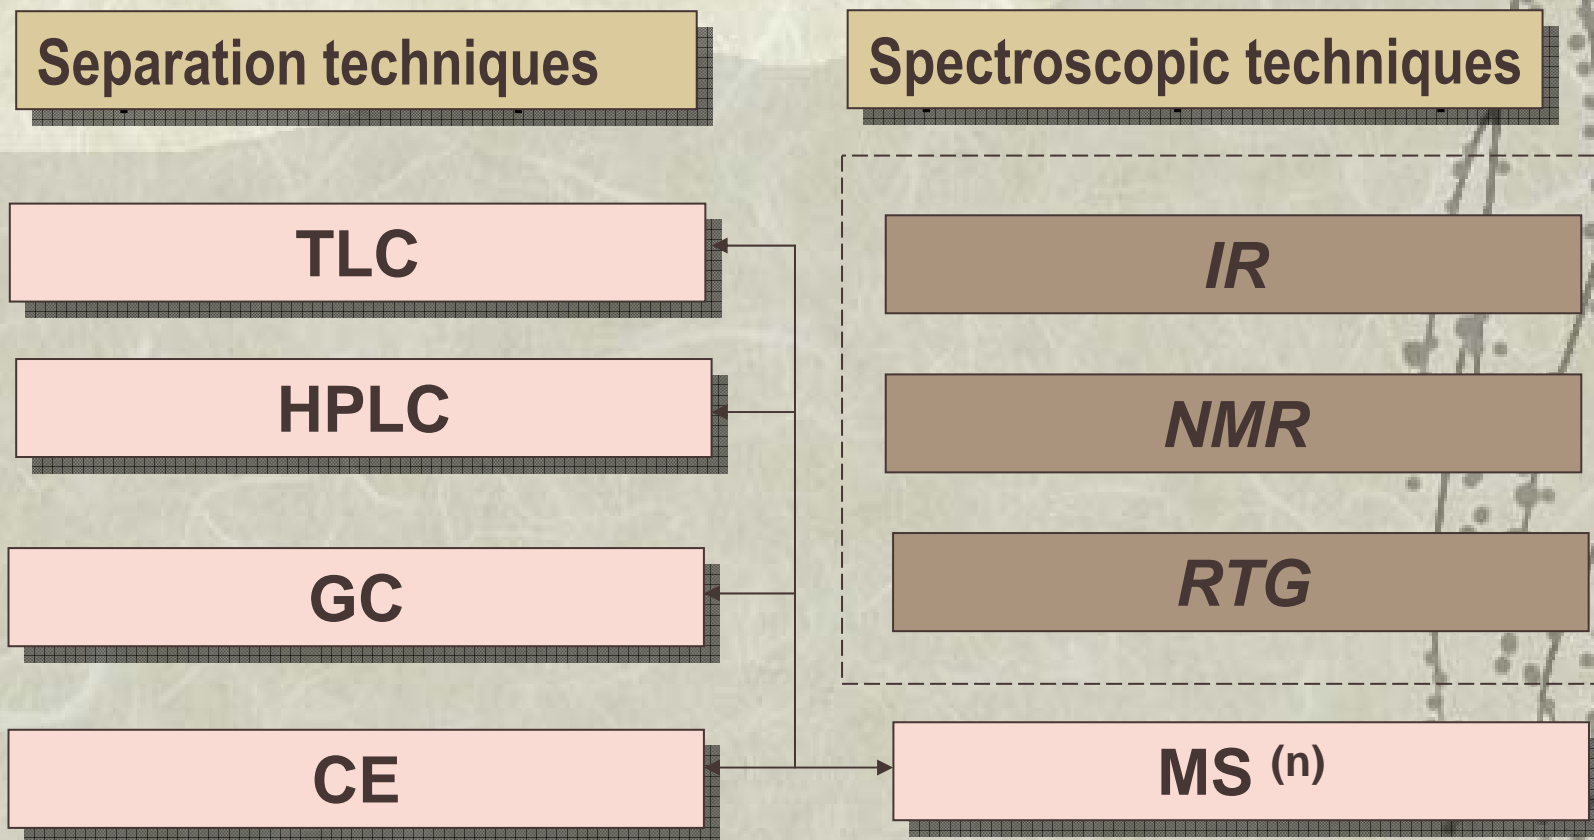 Separation techniques
Spectroscopic techniques
TLC
HPLC
GC
CE
IR
NMR
RTG
MS (n)